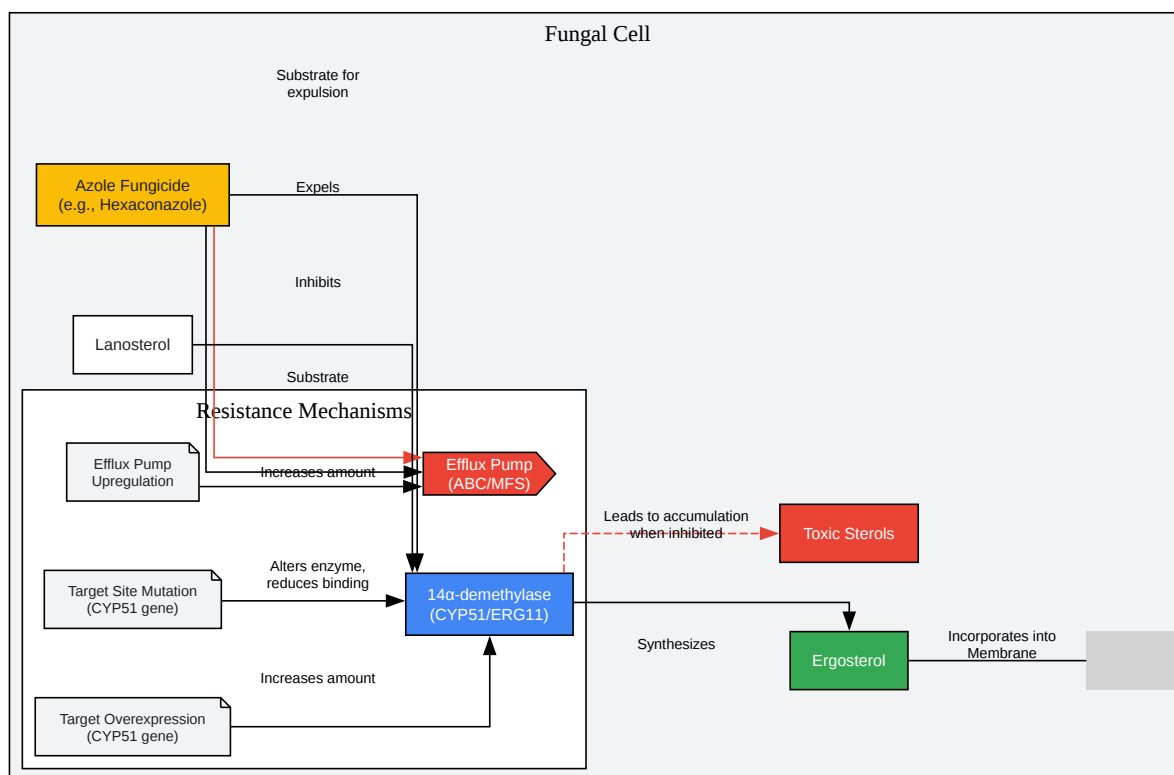 Fungal Cell
Substrate for
expulsion
Azole Fungicide
(e.g., Hexaconazole)
Expels
Inhibits
Lanosterol
Substrate
Resistance Mechanisms
Efflux Pump
Upregulation
Increases amount
Efflux Pump
(ABC/MFS)
Leads to accumulation
when inhibited
Toxic Sterols
Target Site Mutation
(CYP51 gene)
Alters enzyme,
reduces binding
14α-demethylase
(CYP51/ERG11)
Synthesizes
Ergosterol
Incorporates into
Membrane
Increases amount
Target Overexpression
(CYP51 gene)